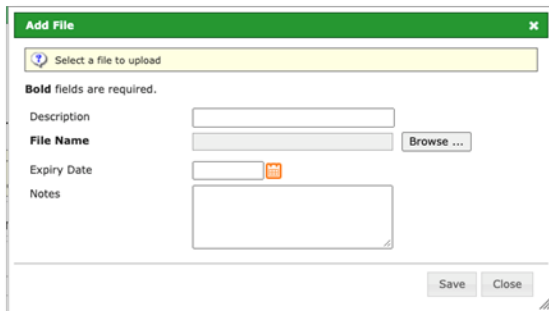 Add File
Select a file to upload
Bold fields are required.
Description
File Name
Browse ...
Expiry Date
Notes
Save Close